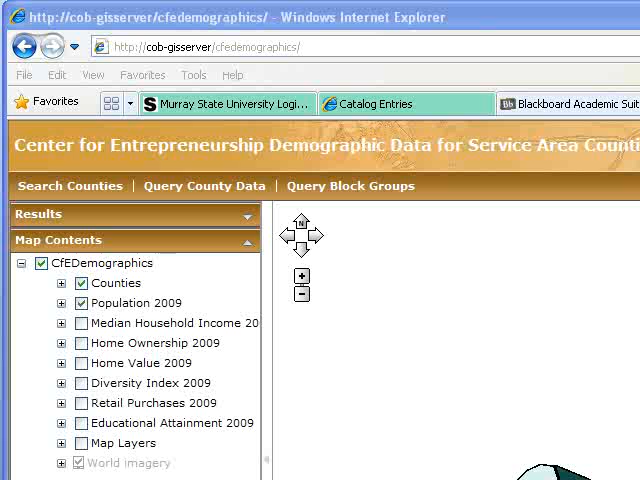 http://cob-gisserver/cfedemographics/ - Windows Internet Explorer
http://cob-gisserver/cfedemographics/
File Edit View Favorites Tools Help
Favorites S Murray State University Logi... Catalog Entries Bb Blackboard Academic Suit
Center for Entrepreneurship Demographic Data for Service Area Counti
Search Counties | Query County Data | Query Block Groups
Results
Map Contents
N
CfEDemographics
Counties
Population 2009
Median Household Income 20
Home Ownership 2009
Home Value 2009
Diversity Index 2009
Retail Purchases 2009
Educational Attainment 2009
Map Layers
World imagery